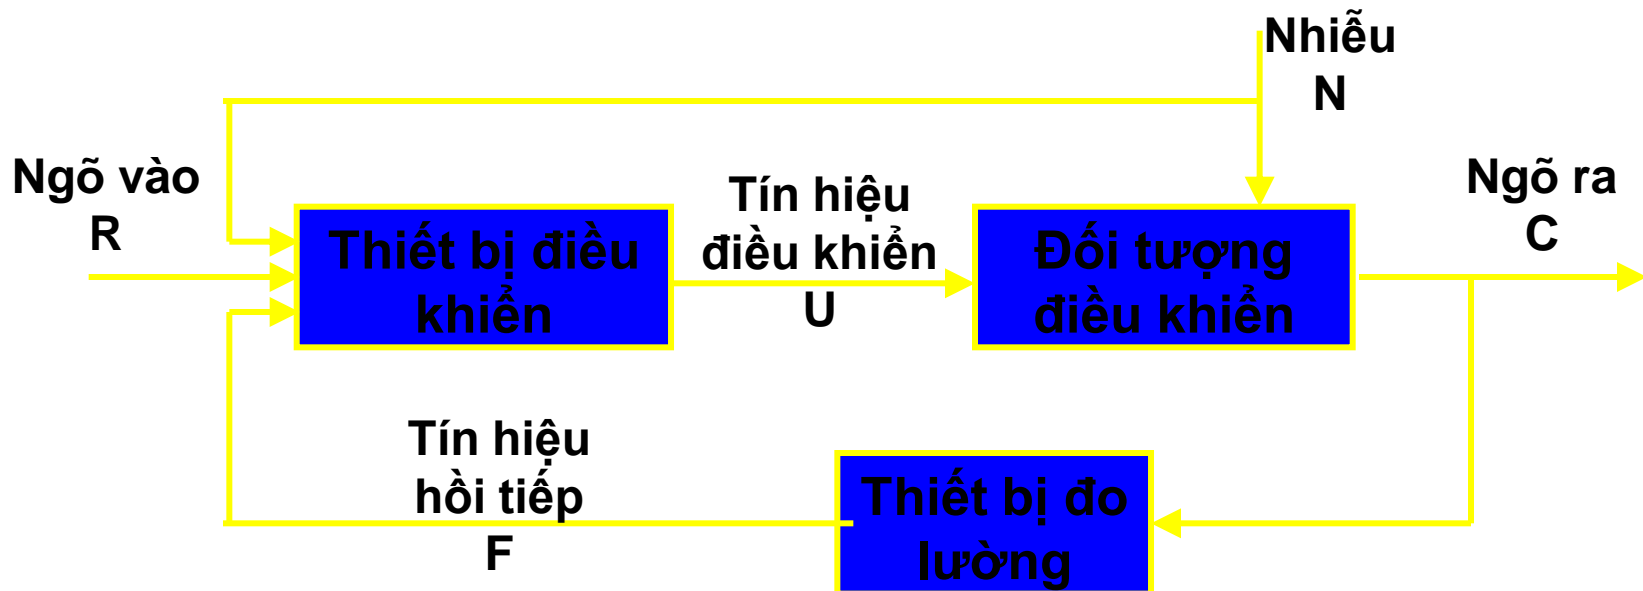 Nhiễu
N
Ngõ vào
R
Thiết bị điều
khiển
Tín hiệu
điều khiển
U
Đối tượng
điều khiển
Ngõ ra
C
Tín hiệu
hồi tiếp
F
Thiết bị đo
lường